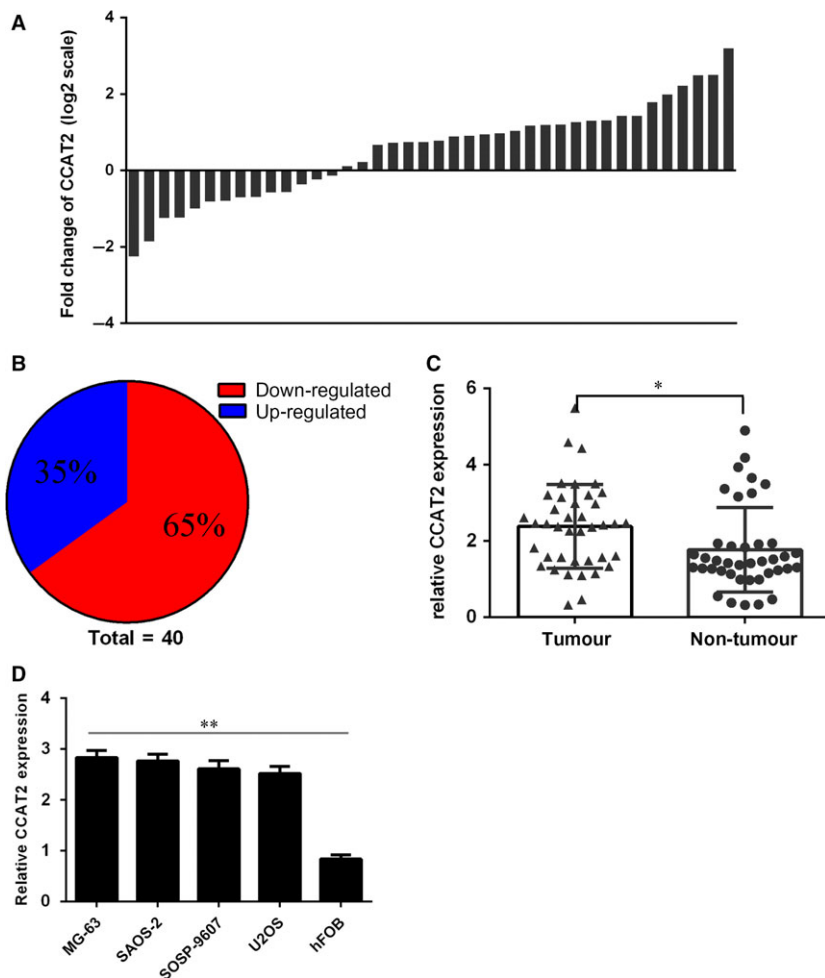 A
Fold change of CCAT2 (log2 scale)
4
2
0
−2
−4
B
Down-regulated
Up-regulated
35%
65%
Total = 40
C
relative CCAT2 expression
6
4
2
0
*
Tumour
Non-tumour
D
Relative CCAT2 expression
4
3
2
1
0
**
MG-63
SAOS-2
SOSP-9607
U2OS
hFOB